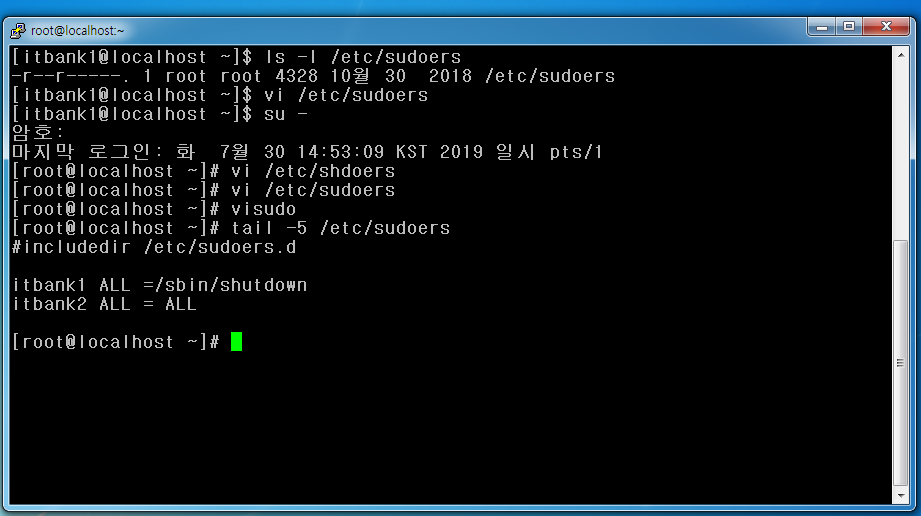 root@localhost:~
[itbank1@localhost ~]$ ls -l /etc/sudoers
-r--r-----. 1 root root 4328 10월 30  2018 /etc/sudoers
[itbank1@localhost ~]$ vi /etc/sudoers
[itbank1@localhost ~]$ su -
암호:
마지막 로그인: 화  7월 30 14:53:09 KST 2019 일시 pts/1
[root@localhost ~]# vi /etc/shdoers
[root@localhost ~]# vi /etc/sudoers
[root@localhost ~]# visudo
[root@localhost ~]# tail -5 /etc/sudoers
#includedir /etc/sudoers.d
itbank1 ALL =/sbin/shutdown
itbank2 ALL = ALL
[root@localhost ~]#